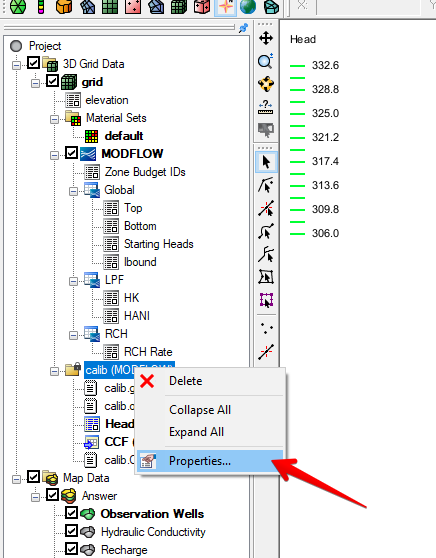 Project
3D Grid Data
grid
elevation
Material Sets
default
MODFLOW
Zone Budget IDs
Global
Top
Bottom
Starting Heads
Ibound
LPF
HK
HANI
RCH
RCH Rate
calib (MODFLOW)
calib.g
calib.o
Head
CCF (
calib.
Map Data
Answer
Observation Wells
Hydraulic Conductivity
Recharge
Delete
Collapse All
Expand All
Properties...
Head
332.6
328.8
325.0
321.2
317.4
313.6
309.8
306.0